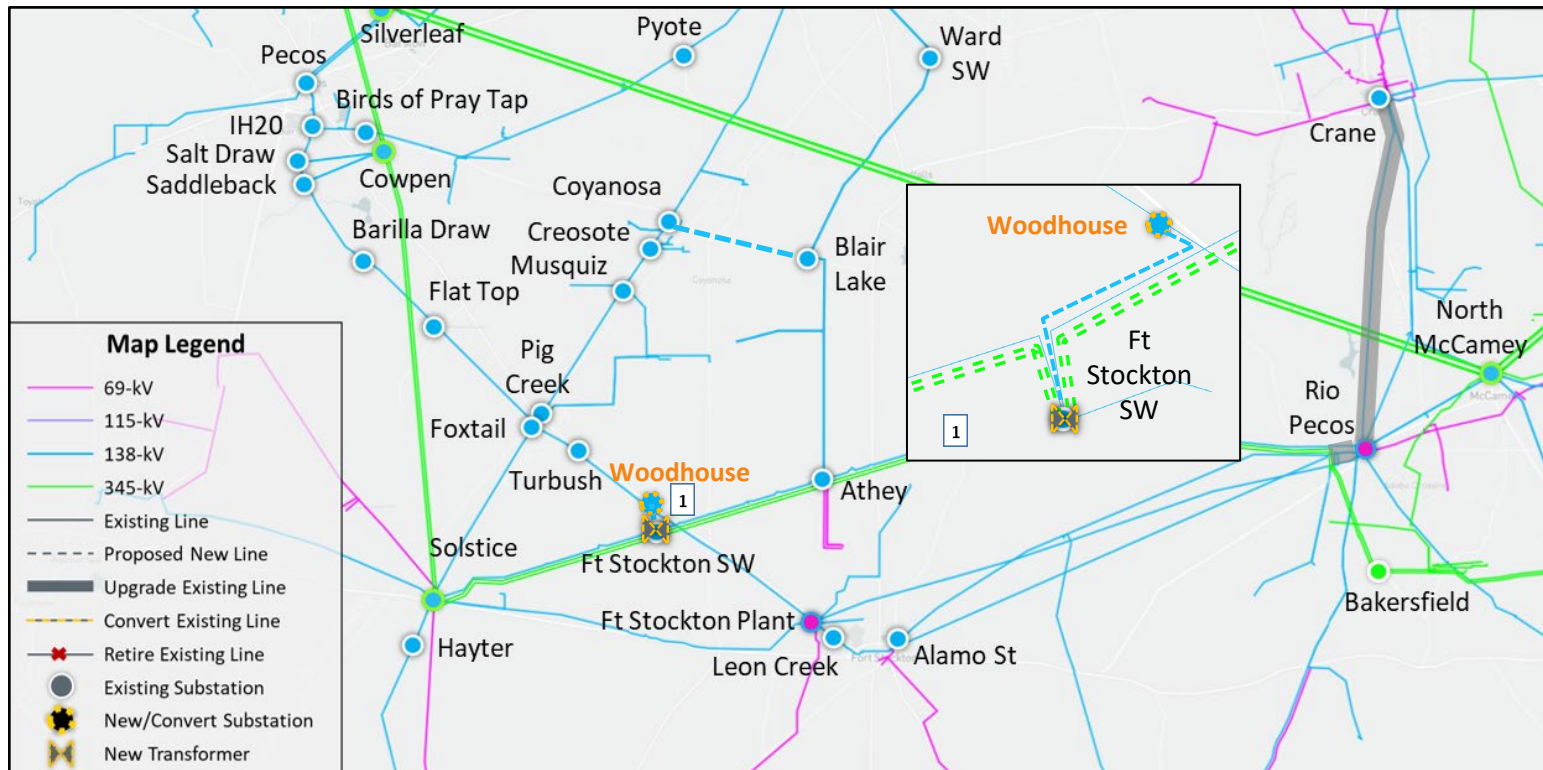 Silverleaf
Pyote
Ward
SW
Pecos
Birds of Pray Tap
IH20
Salt Draw
Saddleback
Cowpen
Crane
Coyanosa
Creosote
Musquiz
Barilla Draw
Blair
Lake
Flat Top
Woodhouse
Ft
Stockton
SW
1
North
McCamey
Rio
Pecos
Pig
Creek
Foxtail
Turbush
Woodhouse
1
Athey
Solstice
Ft Stockton SW
Bakersfield
Ft Stockton Plant
Hayter
Leon Creek
Alamo St
Map Legend
69-kV
115-kV
138-kV
345-kV
Existing Line
Proposed New Line
Upgrade Existing Line
Convert Existing Line
Retire Existing Line
Existing Substation
New/Convert Substation
New Transformer
Coyanosa
McCamey